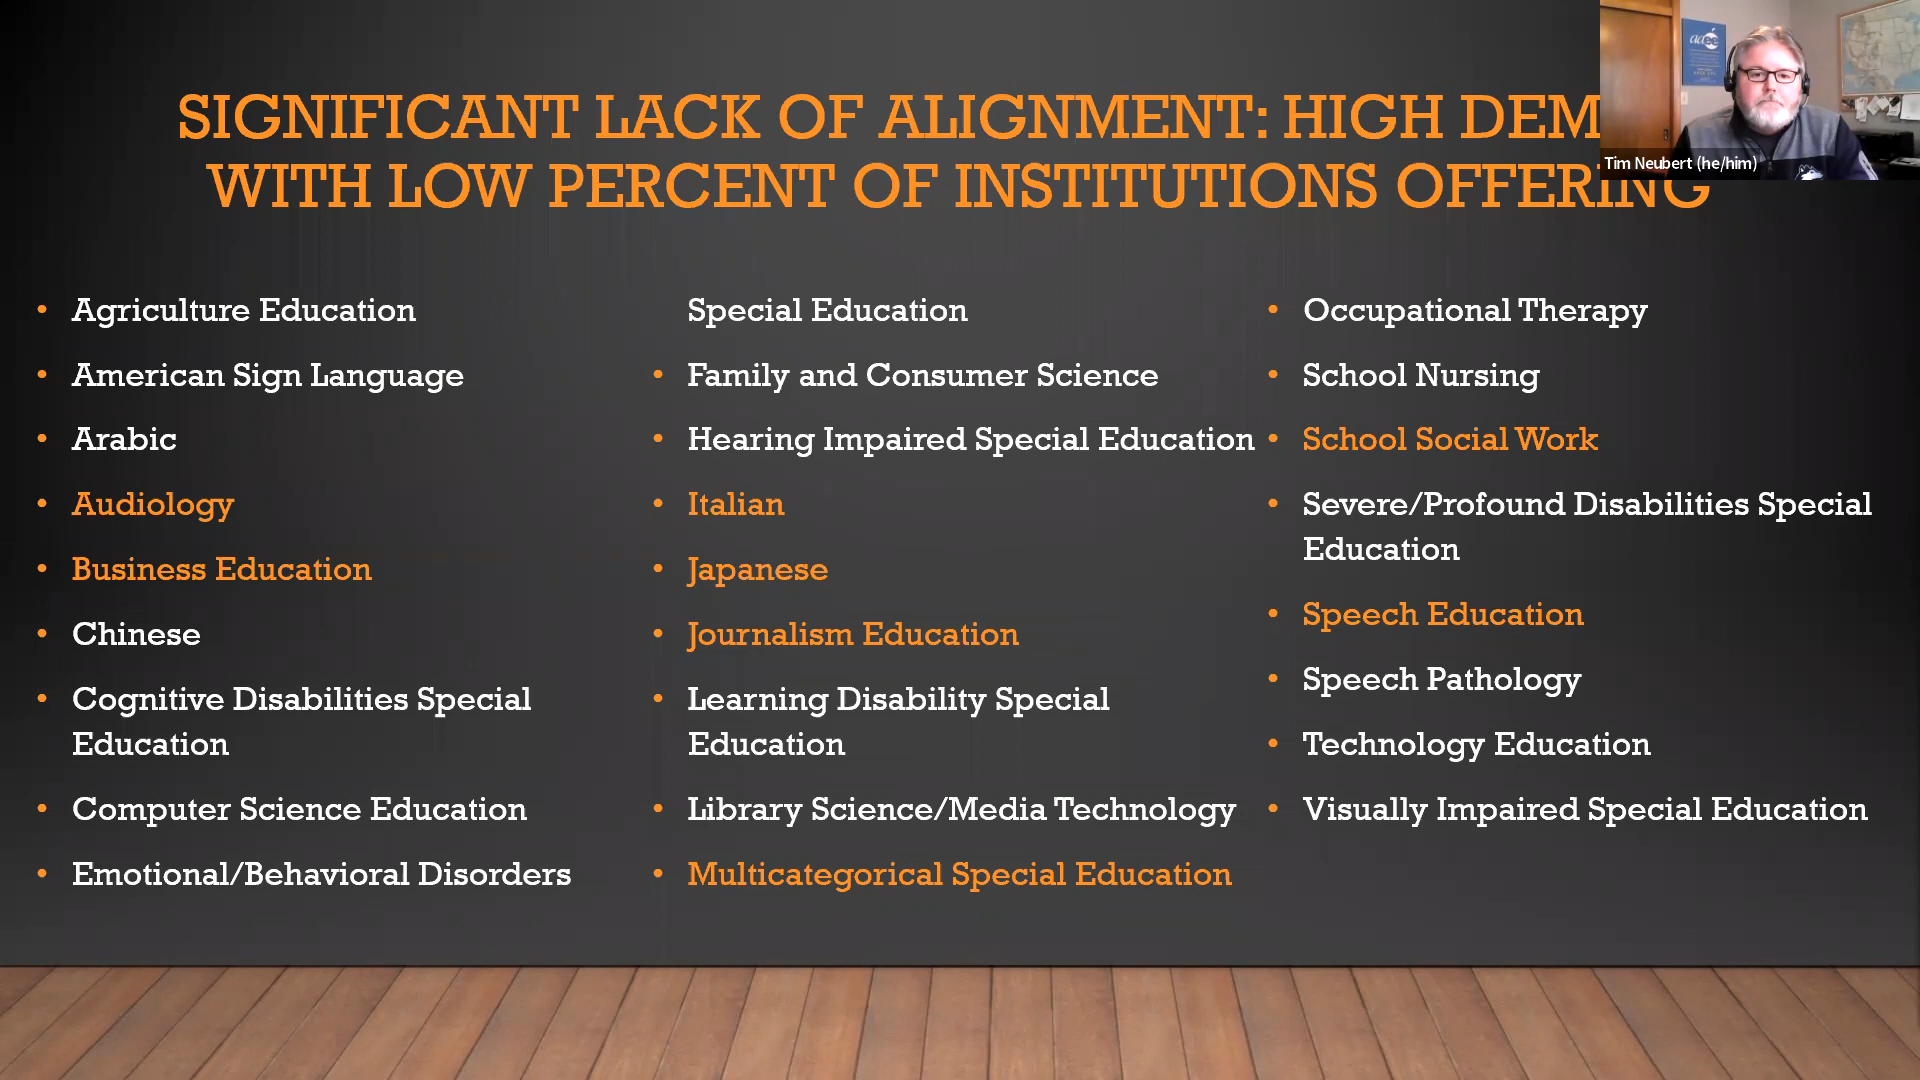 SIGNIFICANT LACK OF ALIGNMENT: HIGH DEM
WITH LOW PERCENT OF INSTITUTIONS OFFERING
aaee
Tim Neubert (he/him)
• Agriculture Education
• American Sign Language
• Arabic
• Audiology
• Business Education
• Chinese
• Cognitive Disabilities Special
Education
• Computer Science Education
• Emotional/Behavioral Disorders
Special Education
• Family and Consumer Science
• Hearing Impaired Special Education
• Italian
• Japanese
• Journalism Education
• Learning Disability Special
Education
• Library Science/Media Technology
• Multicategorical Special Education
• Occupational Therapy
• School Nursing
• School Social Work
• Severe/Profound Disabilities Special
Education
• Speech Education
• Speech Pathology
• Technology Education
• Visually Impaired Special Education